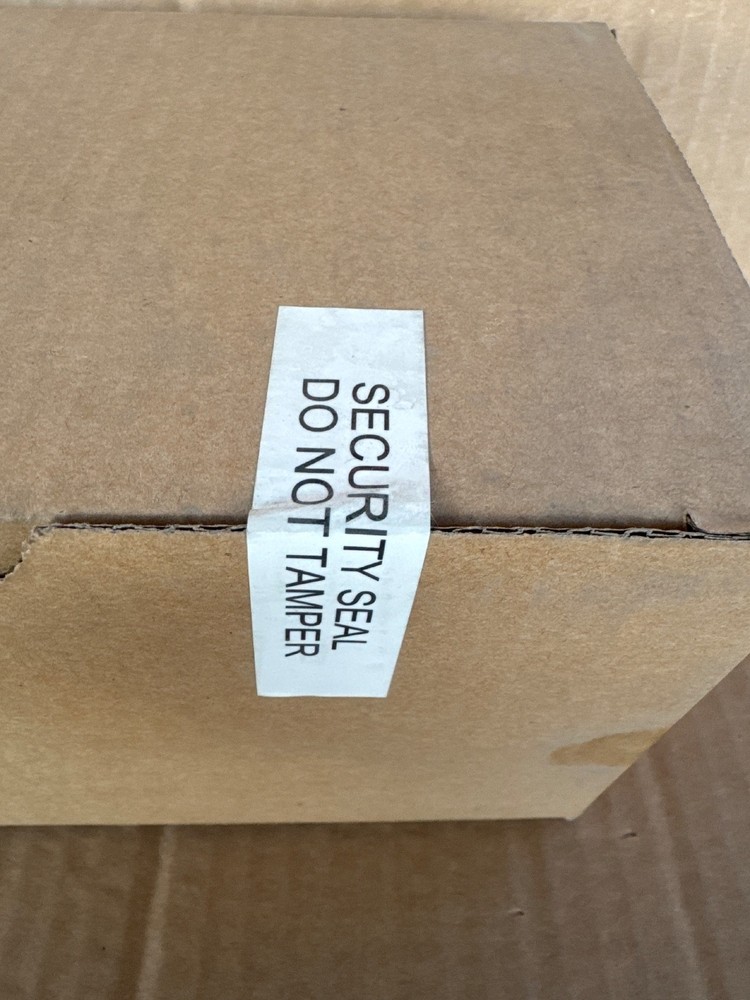 SECURITY SEAL
DO NOT TAMPER